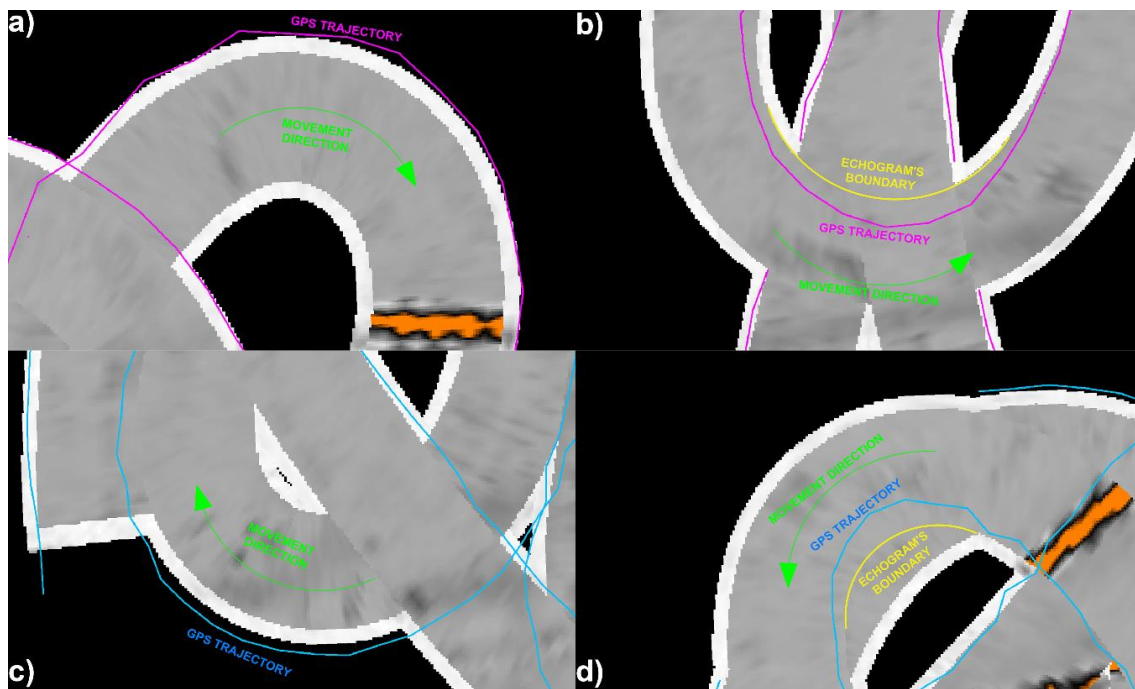 a)
GPS TRAJECTORY
MOVEMENT
DIRECTION
b)
ECHOGRAM'S
BOUNDARY
GPS TRAJECTORY
MOVEMENT DIRECTION
c)
MOVEMENT
DIRECTION
GPS TRAJECTORY
d)
MOVEMENT DIRECTION
GPS TRAJECTORY
ECHOGRAM'S
BOUNDARY